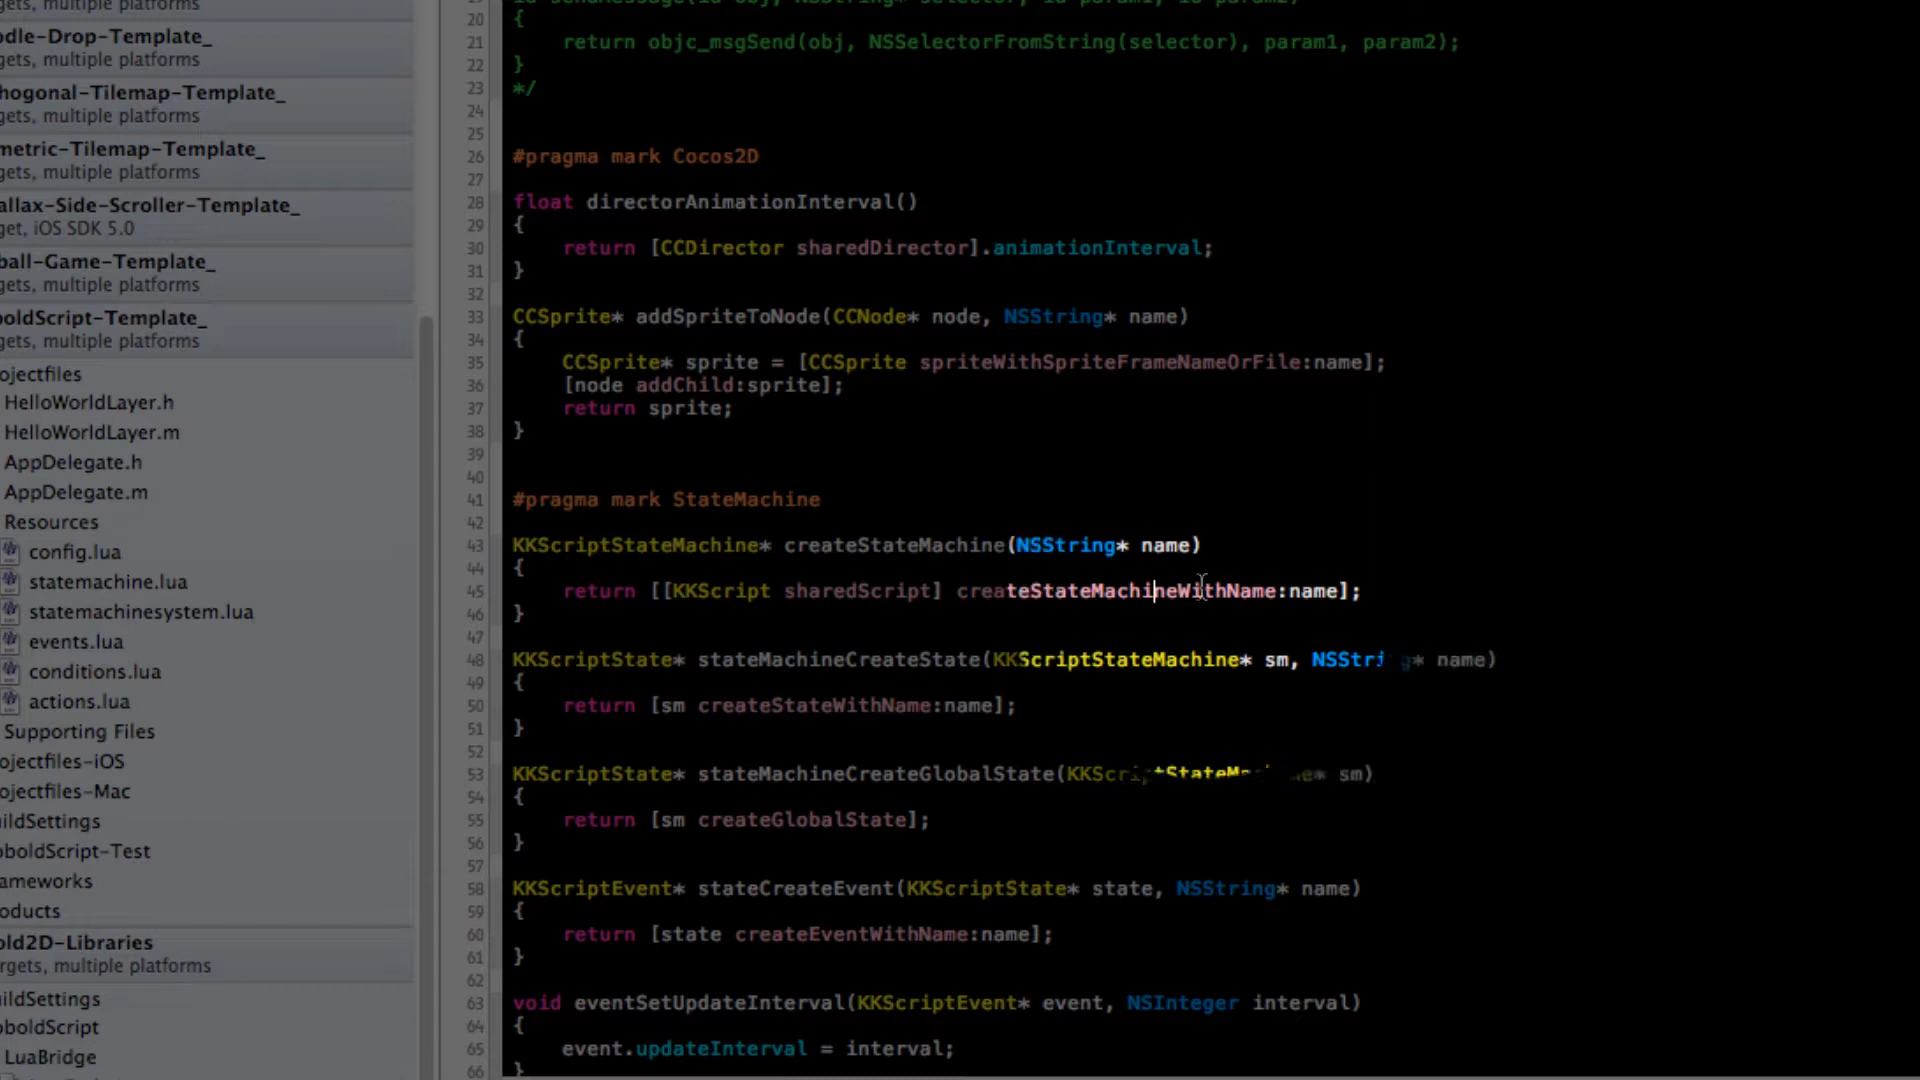 gets, multiple platforms
odle-Drop-Template_
gets, multiple platforms
hogonal-Tilemap-Template_
gets, multiple platforms
metric-Tilemap-Template_
gets, multiple platforms
allax-Side-Scroller-Template_
get, iOS SDK 5.0
ball-Game-Template_
gets, multiple platforms
oldScript-Template_
gets, multiple platforms
ojectfiles
HelloWorldLayer.h
HelloWorldLayer.m
AppDelegate.h
AppDelegate.m
Resources
config.lua
statemachine.lua
statemachinesystem.lua
events.lua
conditions.lua
actions.lua
Supporting Files
ojectfiles-iOS
ojectfiles-Mac
ildSettings
oboldScript-Test
ameworks
oducts
old2D-Libraries
rgets, multiple platforms
ildSettings
oboldScript
LuaBridge
20 {
21 return objc_msgSend(obj, NSSelectorFromString(selector), param1, param2);
22 }
23 */
24
25
26 #pragma mark Cocos2D
27
28 float directorAnimationInterval()
29 {
30 return [CCDirector sharedDirector].animationInterval;
31 }
32
33 CCSprite* addSpriteToNode(CCNode* node, NSString* name)
34 {
35 CCSprite* sprite = [CCSprite spriteWithSpriteFrameNameOrFile:name];
36 [node addChild:sprite];
37 return sprite;
38 }
39
40
41 #pragma mark StateMachine
42
43 KKScriptStateMachine* createStateMachine(NSString* name)
44 {
45 return [[KKScript sharedScript] createStateMachineWithName:name];
46 }
47
48 KKScriptState* stateMachineCreateState(KKScriptStateMachine* sm, NSString* name)
49 {
50 return [sm createStateWithName:name];
51 }
52
53 KKScriptState* stateMachineCreateGlobalState(KKScriptStateMachine* sm)
54 {
55 return [sm createGlobalState];
56 }
57
58 KKScriptEvent* stateCreateEvent(KKScriptState* state, NSString* name)
59 {
60 return [state createEventWithName:name];
61 }
62
63 void eventSetUpdateInterval(KKScriptEvent* event, NSInteger interval)
64 {
65 event.updateInterval = interval;
66 }